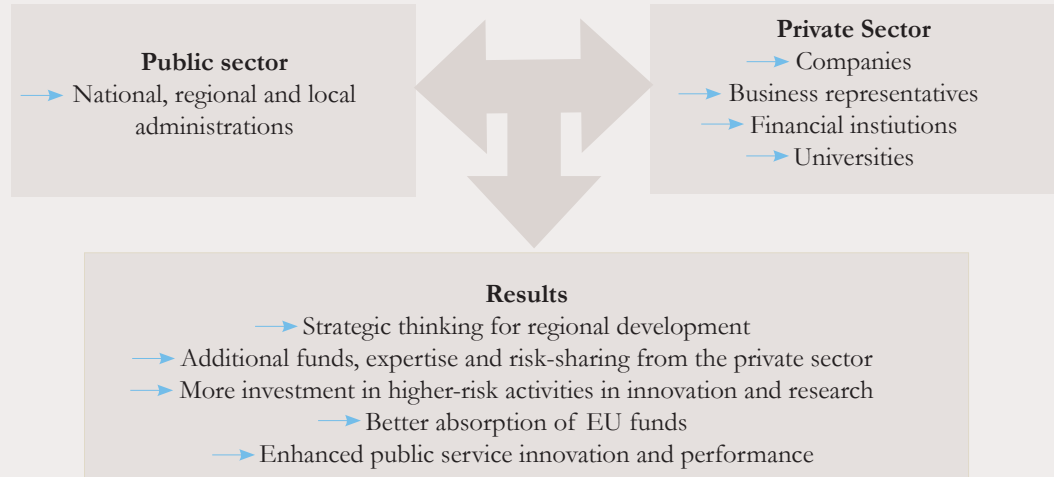 Public sector
National, regional and local
administrations
Private Sector
Companies
Business representatives
Financial instiutions
Universities
Results
Strategic thinking for regional development
Additional funds, expertise and risk-sharing from the private sector
More investment in higher-risk activities in innovation and research
Better absorption of EU funds
Enhanced public service innovation and performance